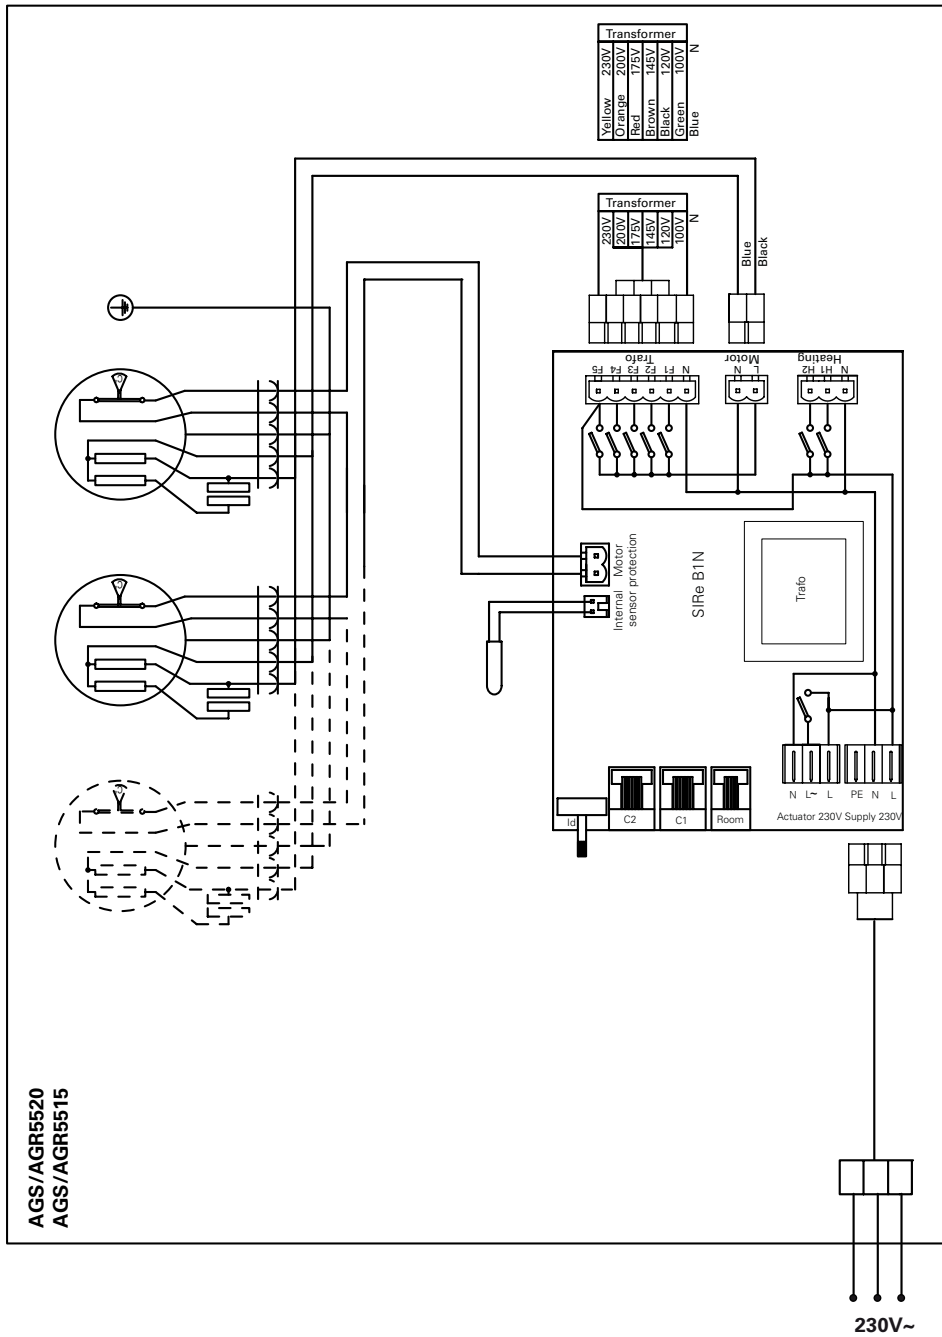 Transformer
Yellow 230V
Orange 200V
Red 175V
Brown 145V
Black 120V
Green 100V
Blue N
Transformer
230V
200V
175V
145V
120V
100V
N
Blue
Black
Trafo
F5 F4 F3 F2 F1 N
Motor
N L
Heating
H2 H1 N
Motor
protection
Internal
sensor
SIRe B1N
Trafo
N L~ L PE N L
Actuator 230V Supply 230V
Id
C2
C1
Room
AGS/AGR5520
AGS/AGR5515
230V~